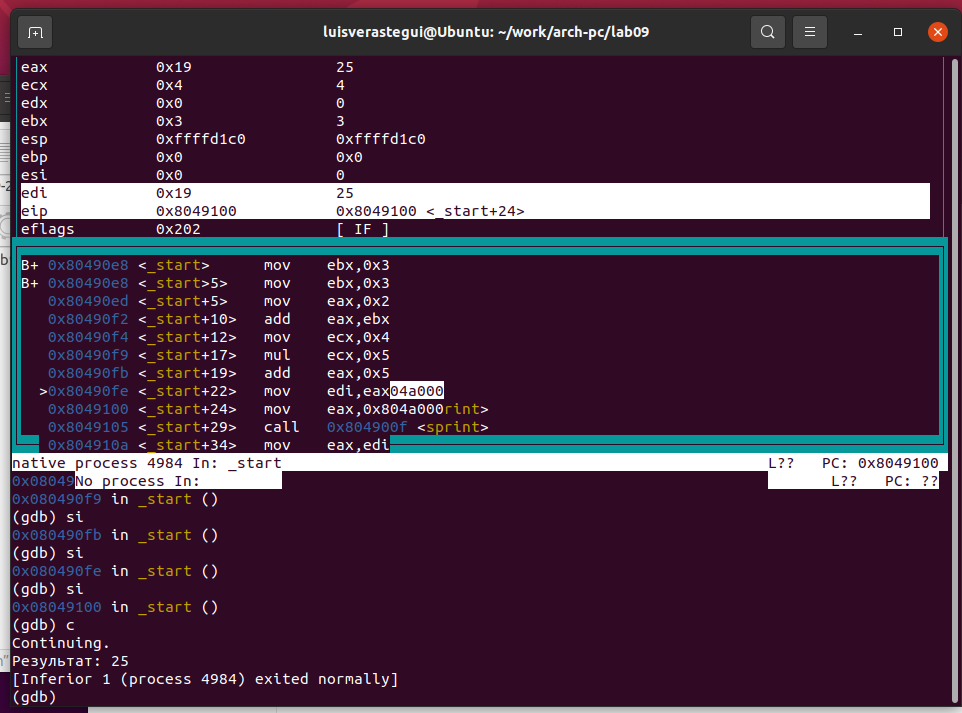 luisverastegui@Ubuntu: ~/work/arch-pc/lab09
eax 0x19 25
ecx 0x4 4
edx 0x0 0
ebx 0x3 3
esp 0xffffd1c0 0xffffd1c0
ebp 0x0 0x0
esi 0x0 0
edi 0x19 25
eip 0x8049100 0x8049100 <_start+24>
eflags 0x202 [ IF ]
B+ 0x80490e8 <_start> mov ebx,0x3
B+ 0x80490e8 <_start>5> mov ebx,0x3
0x80490ed <_start+5> mov eax,0x2
0x80490f2 <_start+10> add eax,ebx
0x80490f4 <_start+12> mov ecx,0x4
0x80490f9 <_start+17> mul ecx,0x5
0x80490fb <_start+19> add eax,0x5
>0x80490fe <_start+22> mov edi,eax04a000
0x8049100 <_start+24> mov eax,0x804a000rint>
0x8049105 <_start+29> call 0x804900f <sprint>
0x804910a <_start+34> mov eax,edi
native process 4984 In: _start L?? PC: 0x8049100
0x08049No process In: L?? PC: ??
0x080490f9 in _start ()
(gdb) si
0x080490fb in _start ()
(gdb) si
0x080490fe in _start ()
(gdb) si
0x08049100 in _start ()
(gdb) c
Continuing.
Результат: 25
[Inferior 1 (process 4984) exited normally]
(gdb)